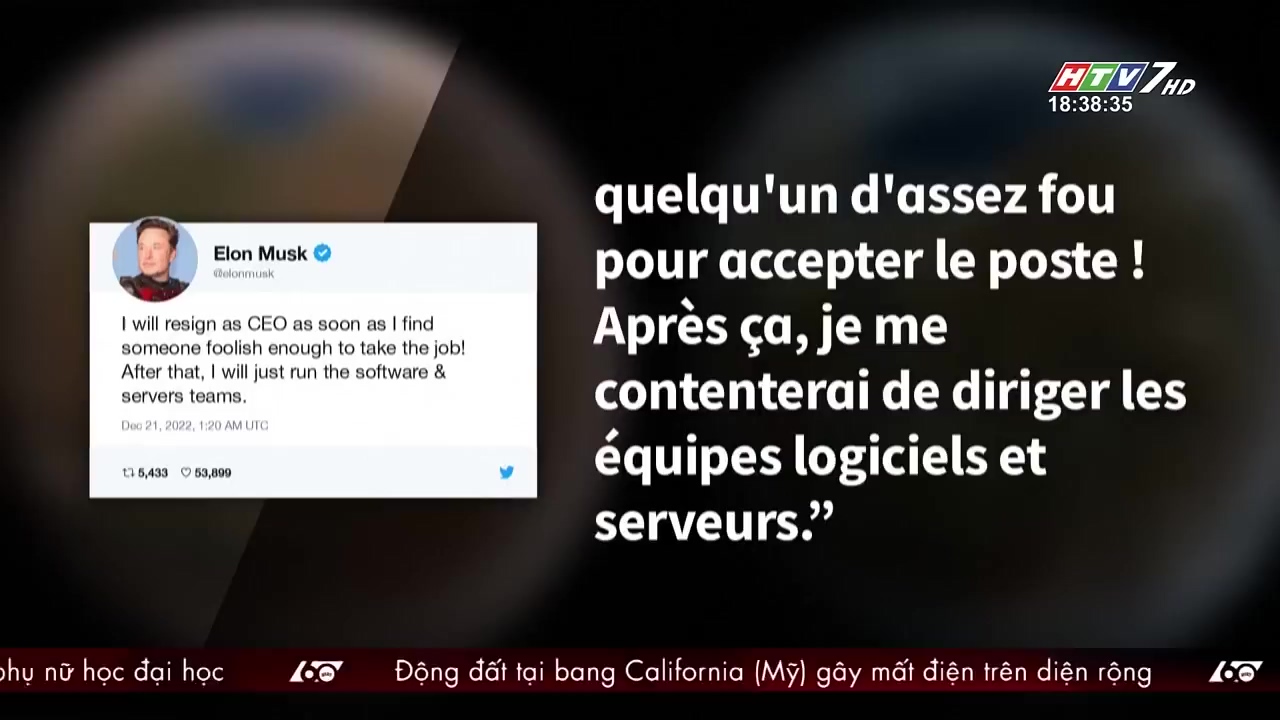 HTV7 HD
18:38:35
Elon Musk
@elonmusk
I will resign as CEO as soon as I find
someone foolish enough to take the job!
After that, I will just run the software &
servers teams.
Dec 21, 2022, 1:20 AM UTC
5,433 53,899
quelqu'un d'assez fou
pour accepter le poste !
Après ça, je me
contenterai de diriger les
équipes logiciels et
serveurs.”
phụ nữ học đại học 60 giây Động đất tại bang California (Mỹ) gây mất điện trên diện rộng 60 giây